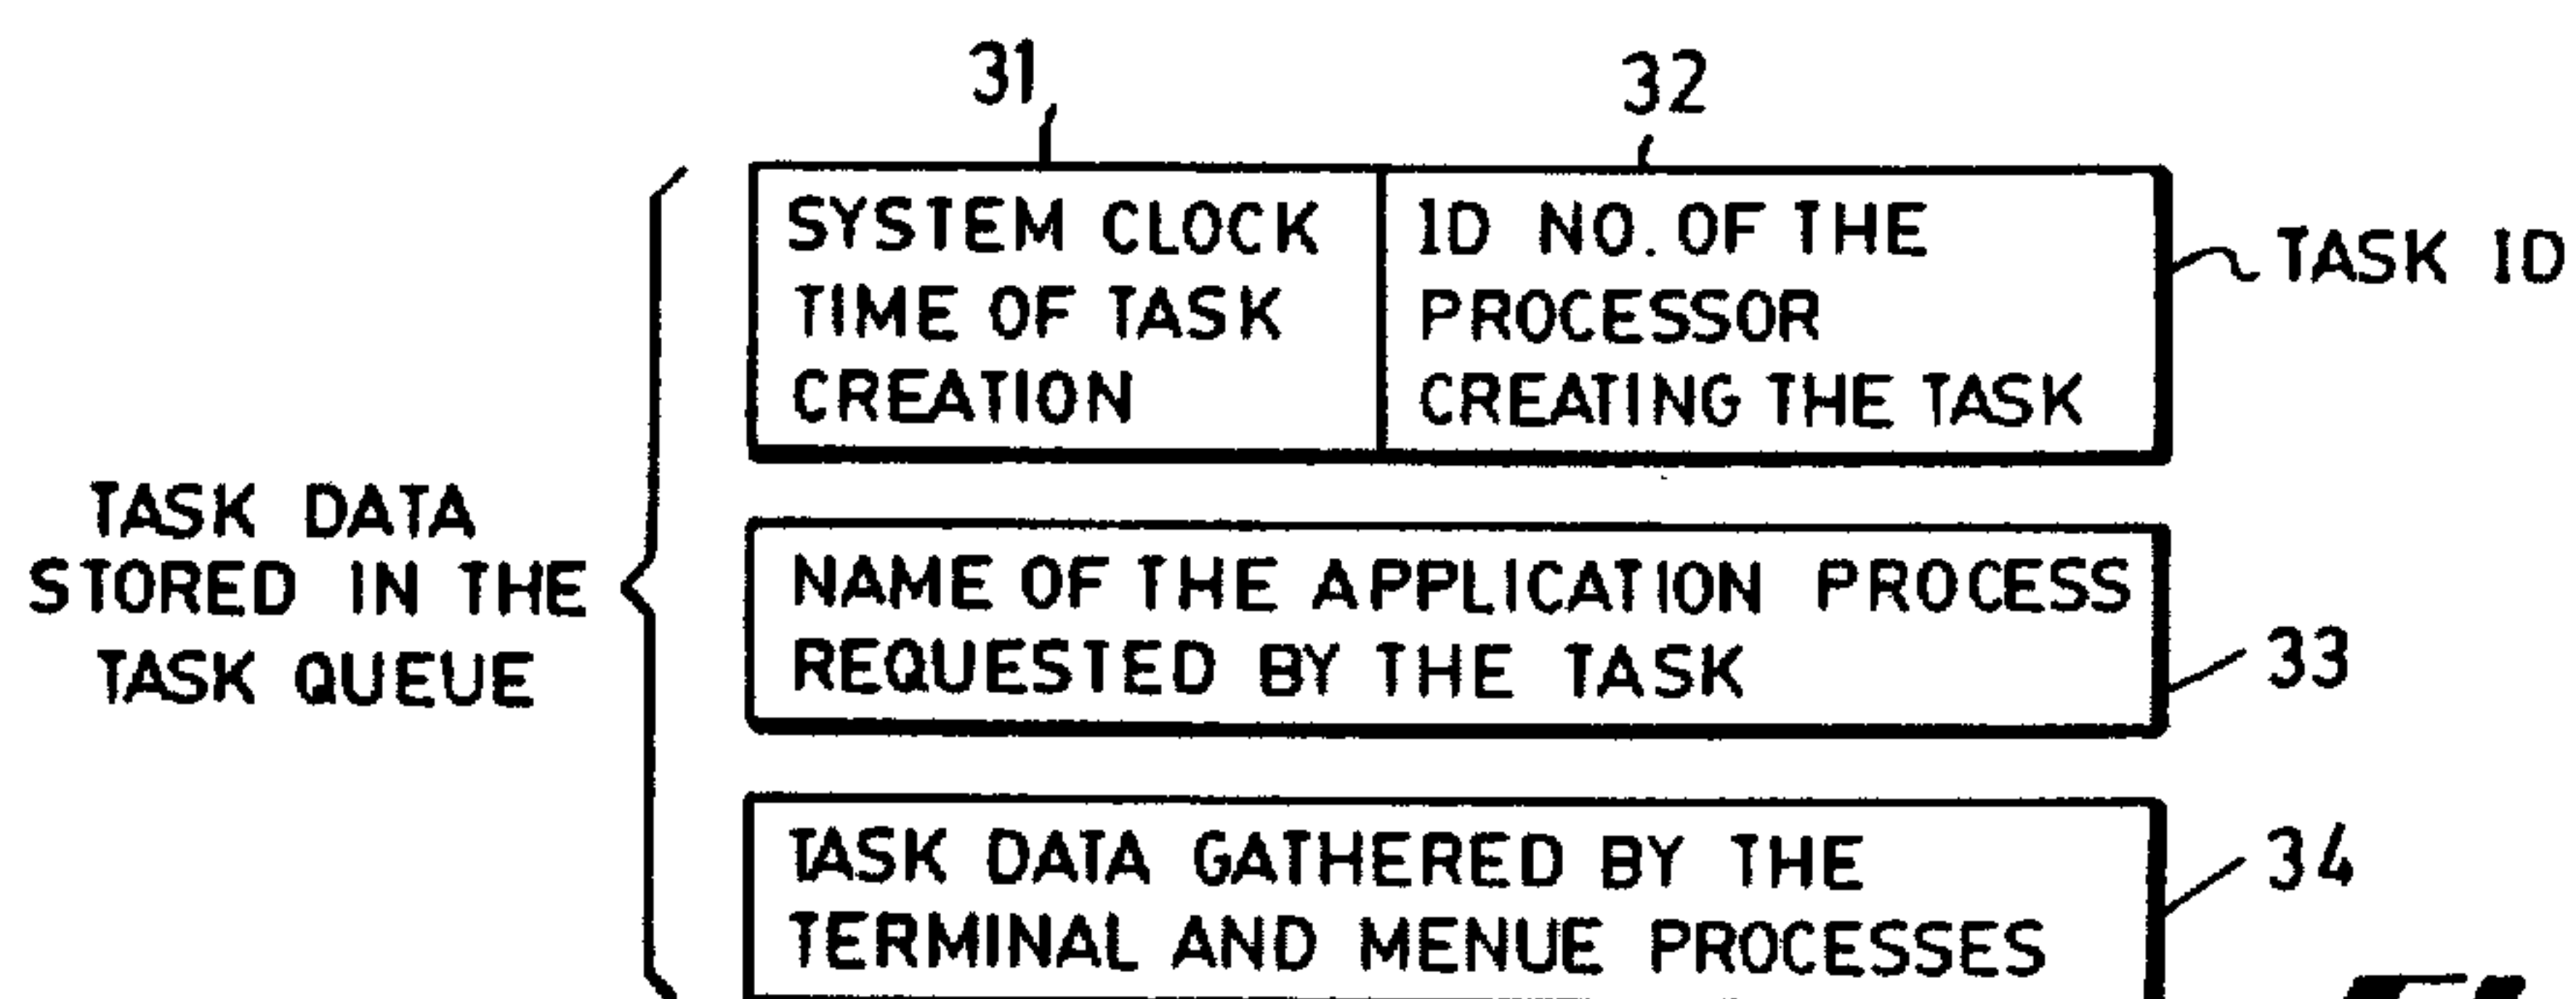 31
32
SYSTEM CLOCK
TIME OF TASK
CREATION
ID NO. OF THE
PROCESSOR
CREATING THE TASK
TASK ID
TASK DATA
STORED IN THE
TASK QUEUE
NAME OF THE APPLICATION PROCESS
REQUESTED BY THE TASK
33
TASK DATA GATHERED BY THE
TERMINAL AND MENUE PROCESSES
34